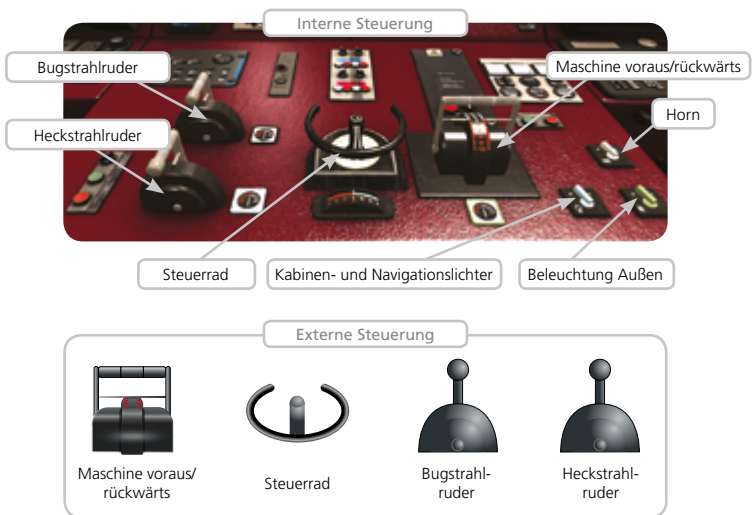 Interne Steuerung
Bugstrahlruder
Maschine voraus/rückwärts
Horn
Heckstrahlruder
Steuerrad
Kabinen- und Navigationslichter
Beleuchtung Außen
Externe Steuerung
Maschine voraus/
rückwärts
Steuerrad
Bugstrahl-
ruder
Heckstrahl-
ruder